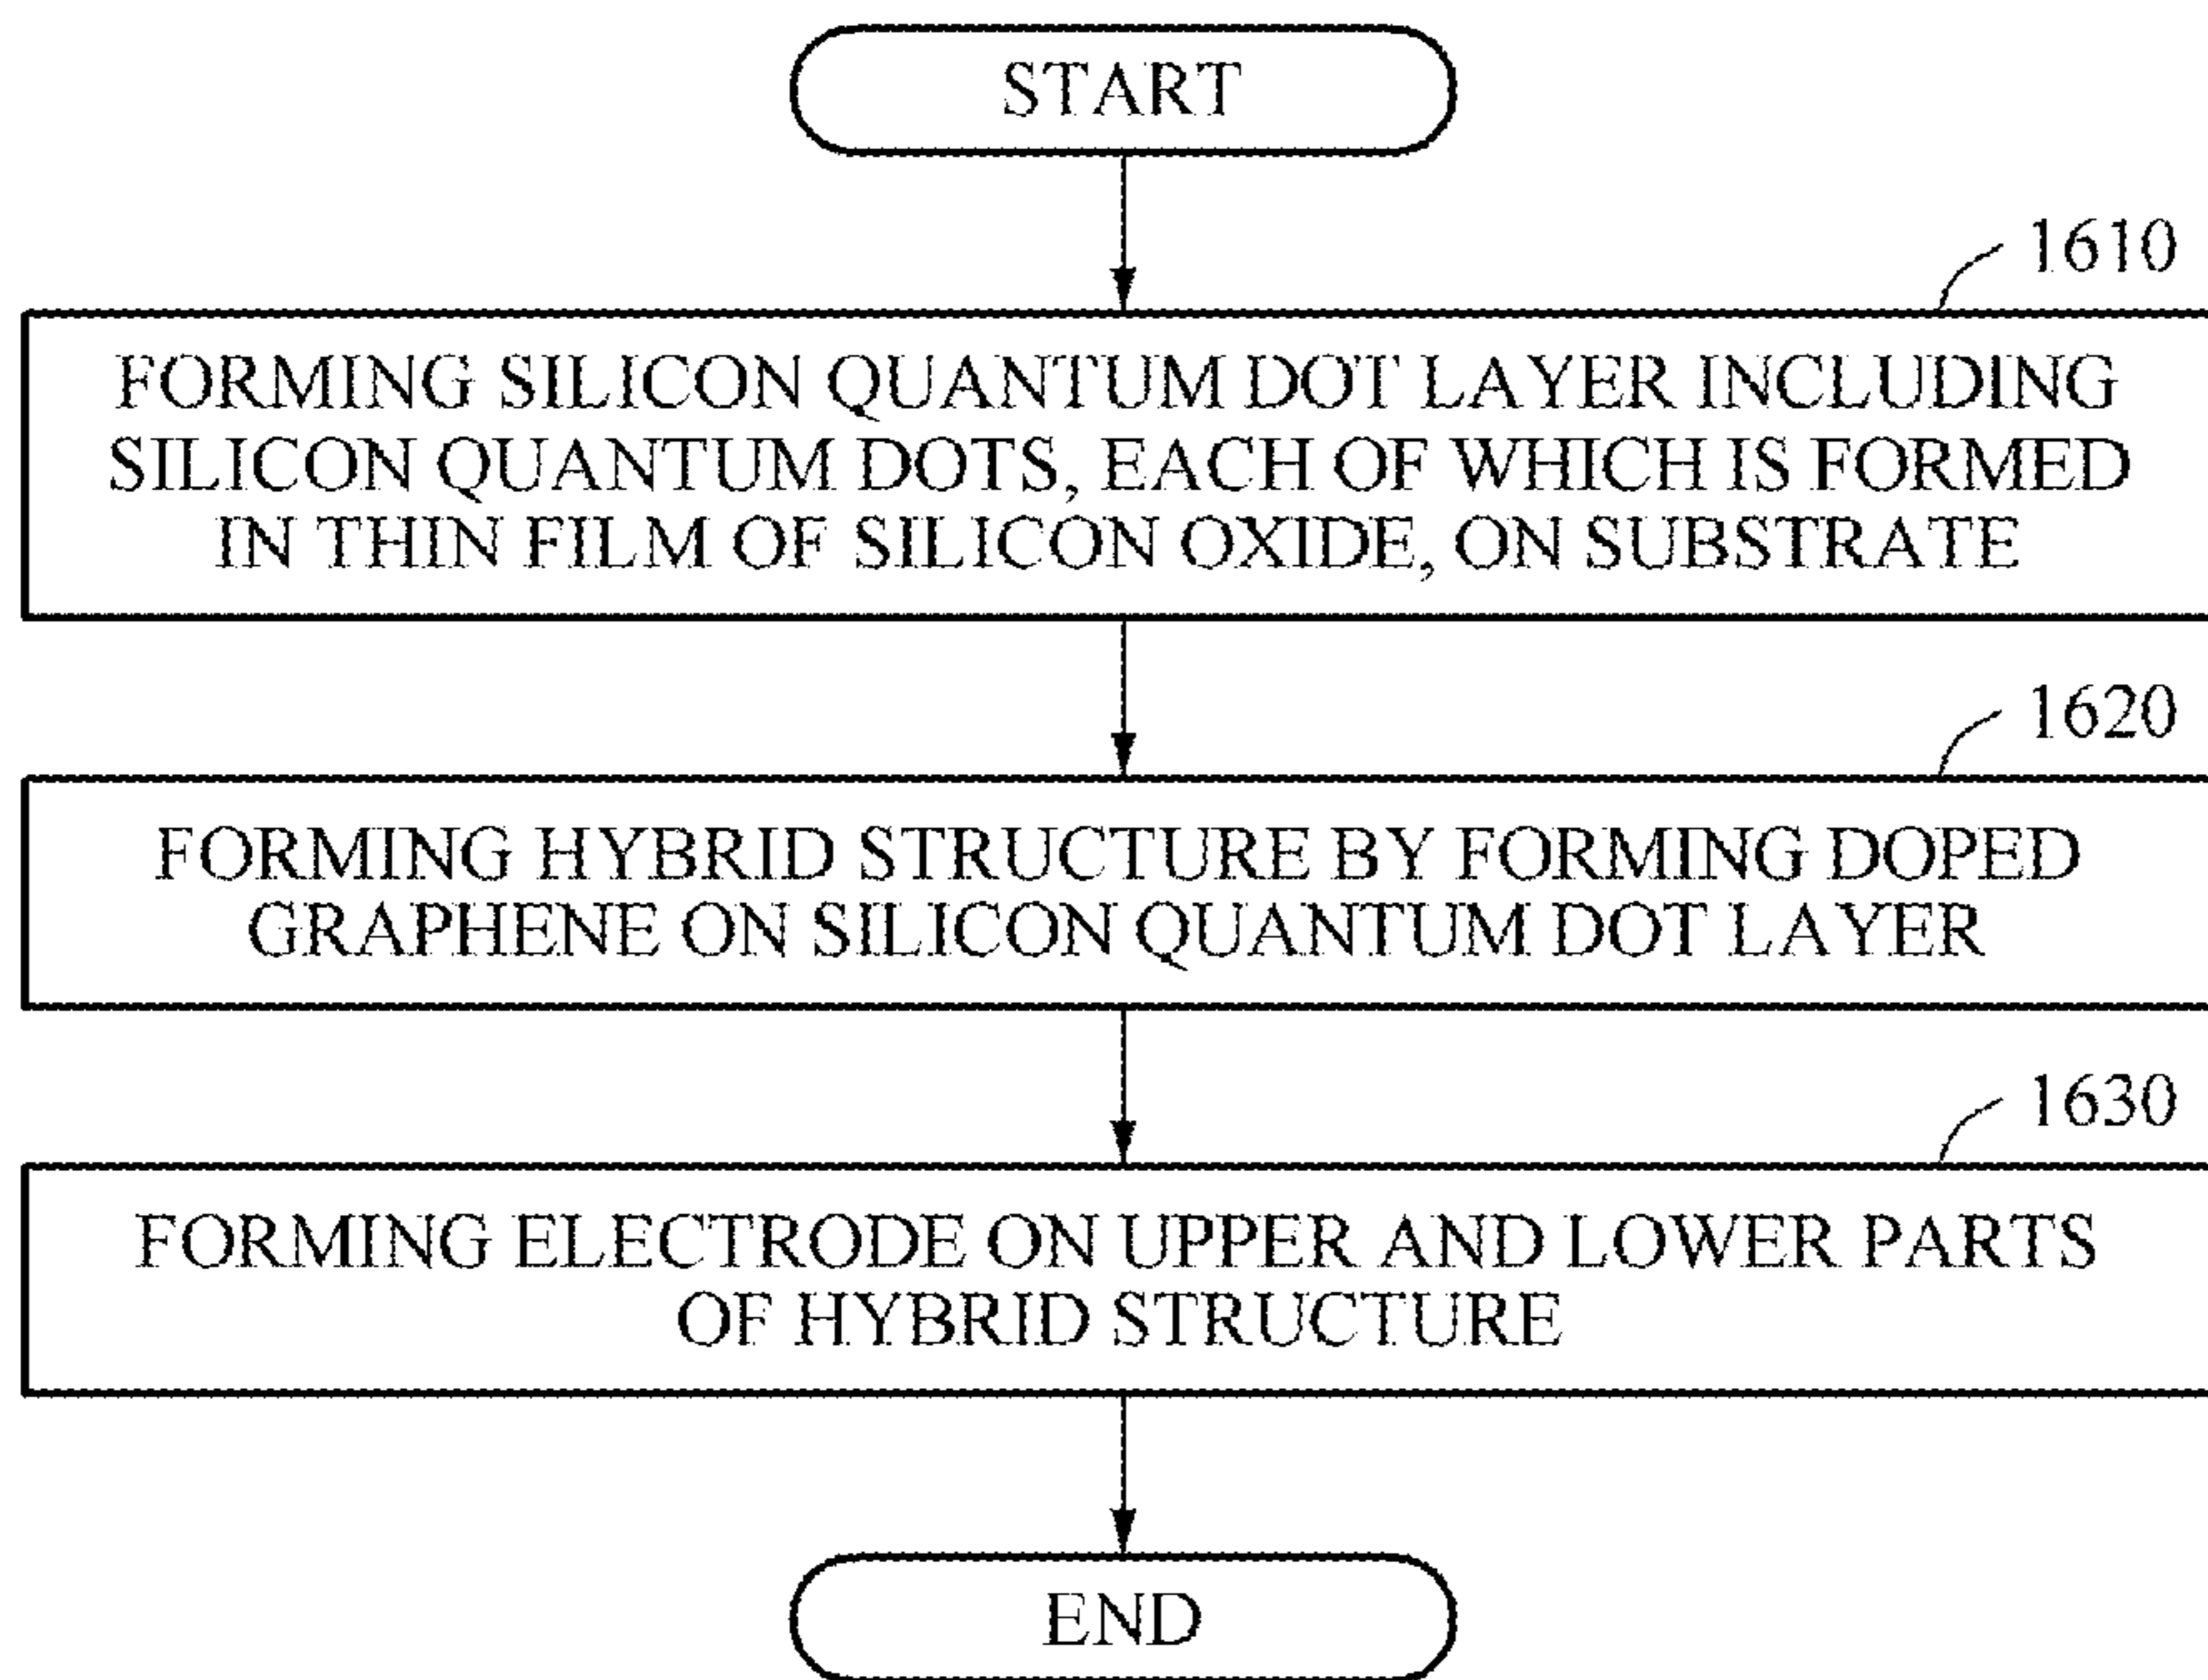 START
1610
FORMING SILICON QUANTUM DOT LAYER INCLUDING
SILICON QUANTUM DOTS, EACH OF WHICH IS FORMED
IN THIN FILM OF SILICON OXIDE, ON SUBSTRATE
1620
FORMING HYBRID STRUCTURE BY FORMING DOPED
GRAPHENE ON SILICON QUANTUM DOT LAYER
1630
FORMING ELECTRODE ON UPPER AND LOWER PARTS
OF HYBRID STRUCTURE
END